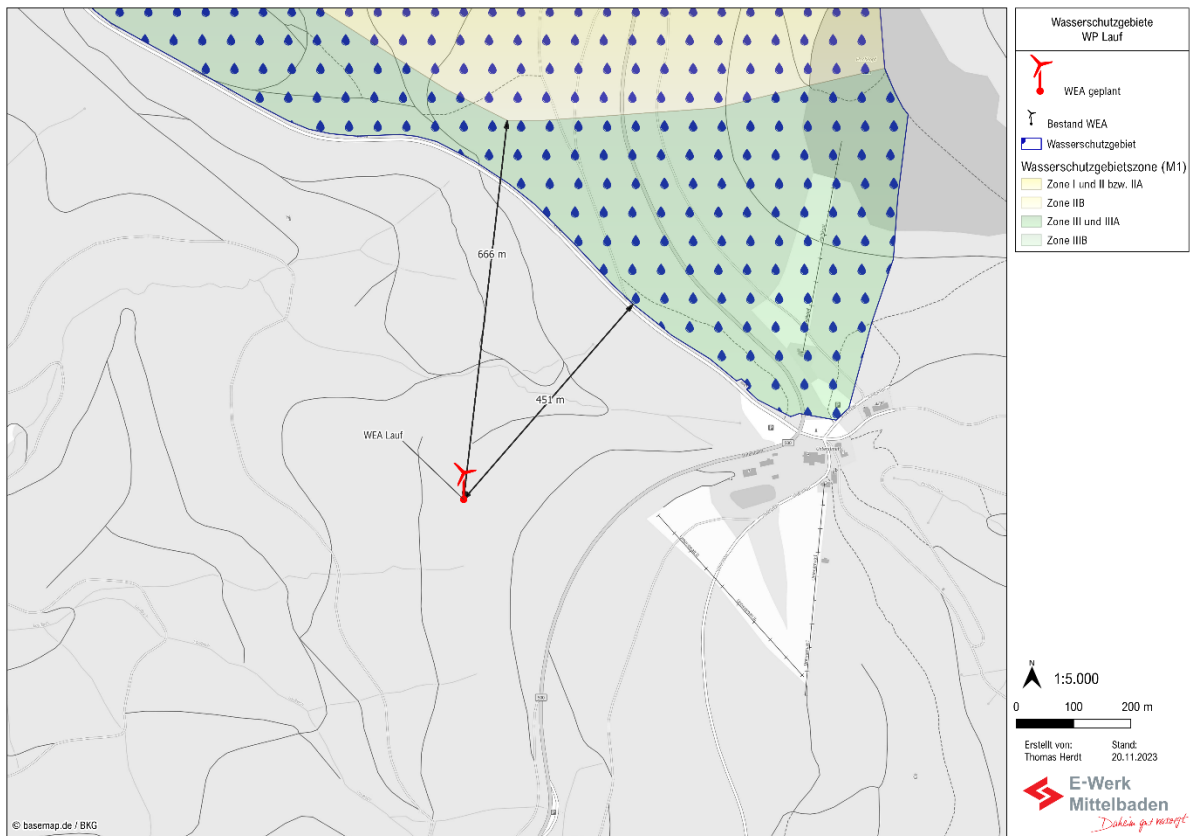 Wasserschutzgebiete
WP Lauf
WEA geplant
Bestand WEA
Wasserschutzgebiet
Wasserschutzgebietszone (M1)
Zone I und II bzw. IIA
Zone IIB
Zone III und IIIA
Zone IIIB
666 m
451 m
WEA Lauf
500
500
P
P
P
N
1:5.000
0 100 200 m
Erstellt von: Stand:
Thomas Herdt 20.11.2023
E-Werk
Mittelbaden
Daheim gut versorgt
© basemap.de / BKG